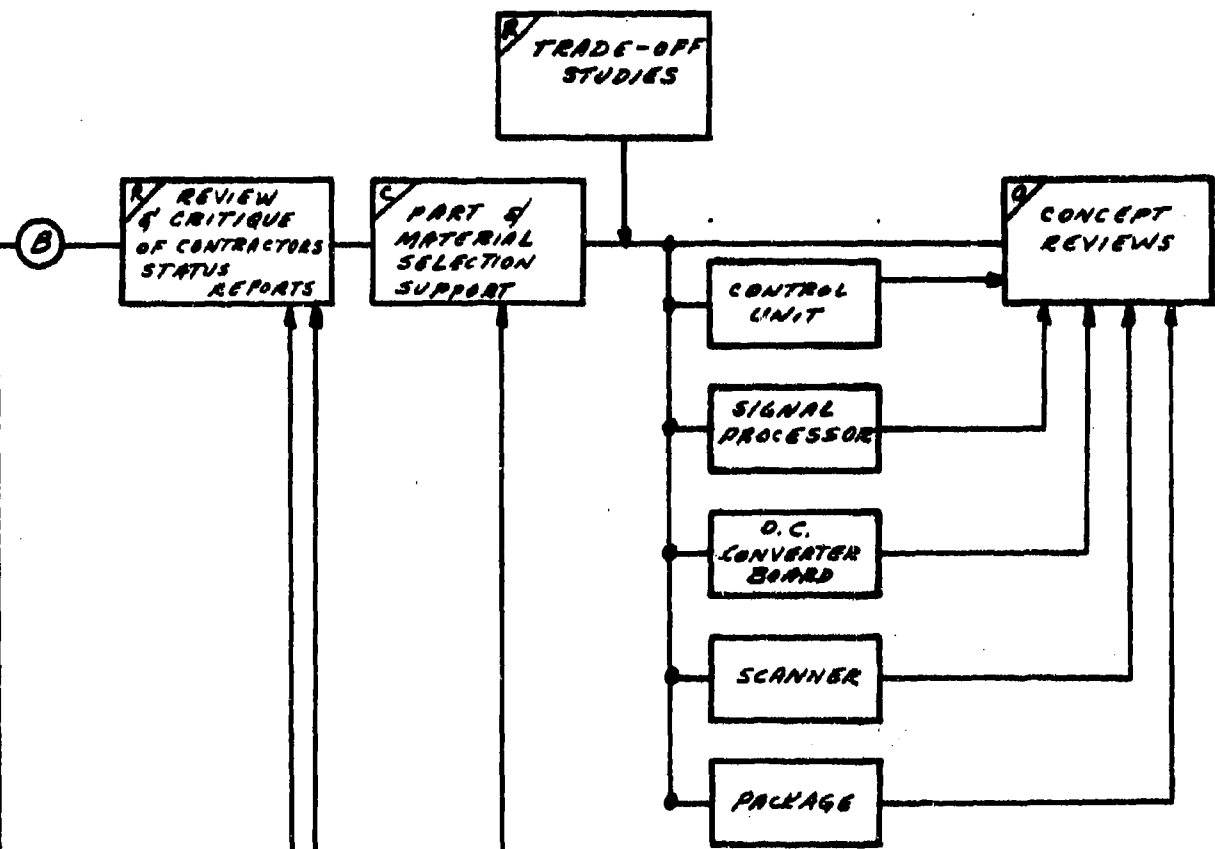 R
TRADE-OFF
STUDIES
B
R
REVIEW
& CRITIQUE
OF CONTRACTORS
STATUS
REPORTS
C
PART &
MATERIAL
SELECTION
SUPPORT
CONCEPT
REVIEWS
CONTROL
UNIT
SIGNAL
PROCESSOR
D.C.
CONVERTER
BOARD
SCANNER
PACKAGE